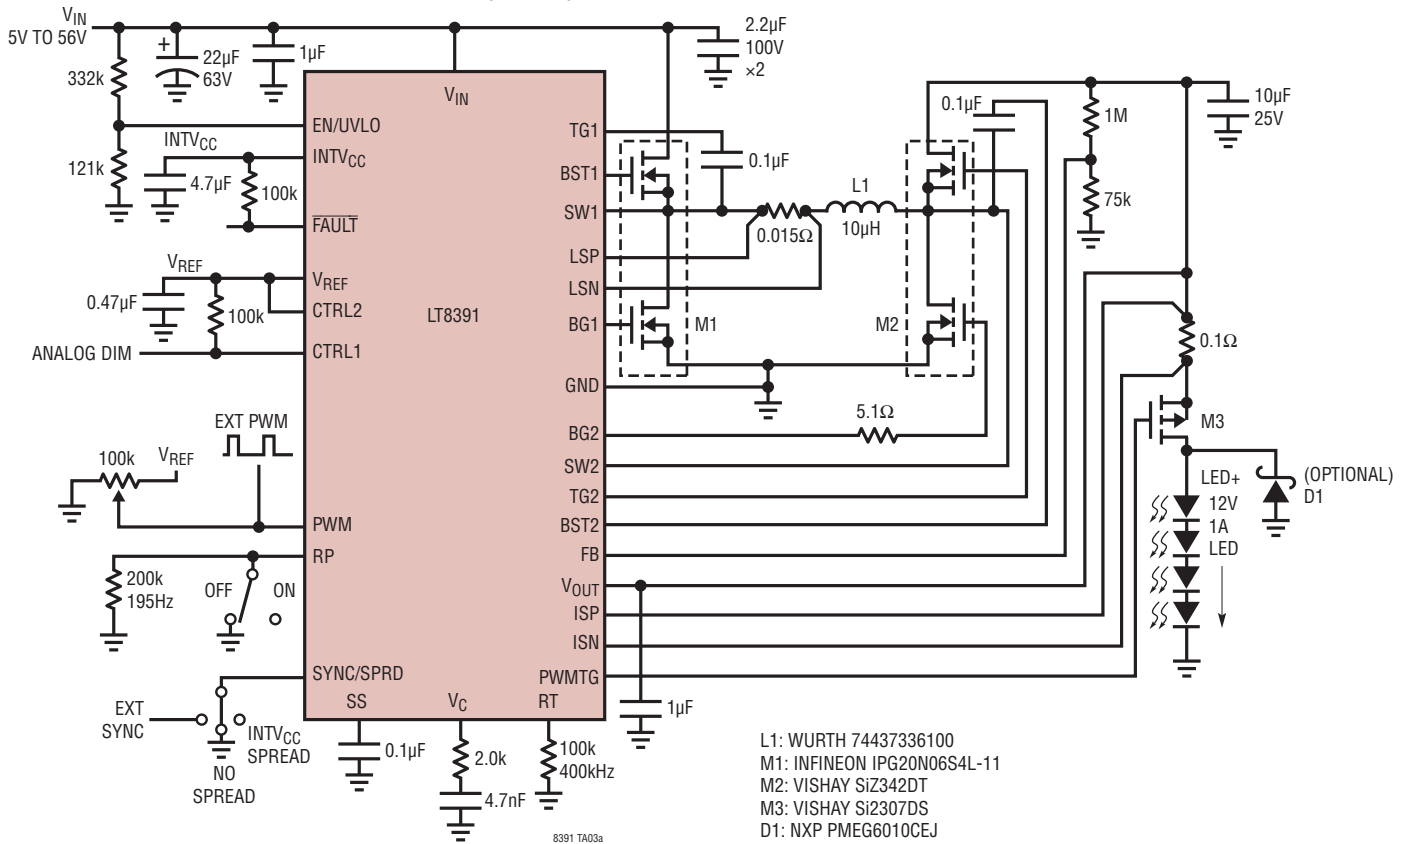 VIN
5V TO 56V
332k
+
22µF
63V
1µF
2.2µF
100V
×2
121k
INTVCC
4.7µF
100k
VREF
0.47µF
100k
ANALOG DIM
EXT PWM
100k
VREF
200k
195Hz
OFF
ON
EXT
SYNC
INTVCC
SPREAD
NO
SPREAD
VIN
EN/UVLO
INTVCC
FAULT
VREF
CTRL2
CTRL1
PWM
RP
SYNC/SPRD
SS
VC
RT
LT8391
TG1
BST1
SW1
LSP
LSN
BG1
GND
BG2
SW2
TG2
BST2
FB
VOUT
ISP
ISN
PWMTG
0.1µF
2.0k
4.7nF
100k
400kHz
1µF
0.1µF
M1
0.015Ω
L1
10µH
M2
0.1µF
5.1Ω
1M
75k
10µF
25V
0.1Ω
M3
LED+
12V
1A
LED
(OPTIONAL)
D1
L1: WURTH 74437336100
M1: INFINEON IPG20N06S4L-11
M2: VISHAY SiZ342DT
M3: VISHAY Si2307DS
D1: NXP PMEG6010CEJ
8391 TA03a